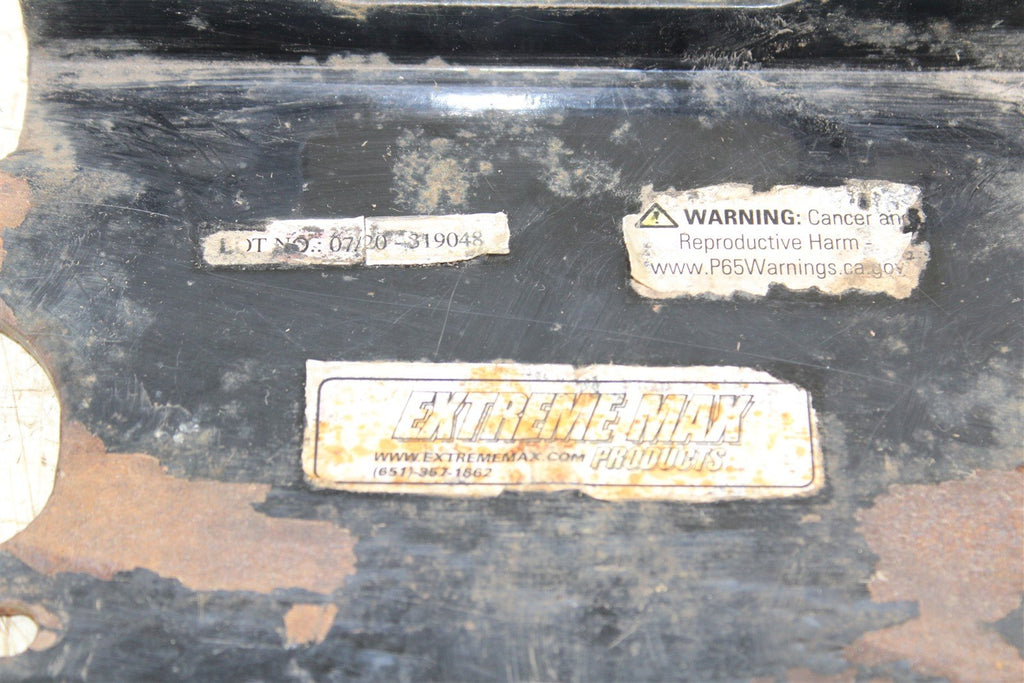 LOT NO.: 07/20 - 319048
WARNING: Cancer and
Reproductive Harm -
www.P65Warnings.ca.gov
EXTREME MAX
PRODUCTS
WWW.EXTREMEMAX.COM
(651) 367-1862